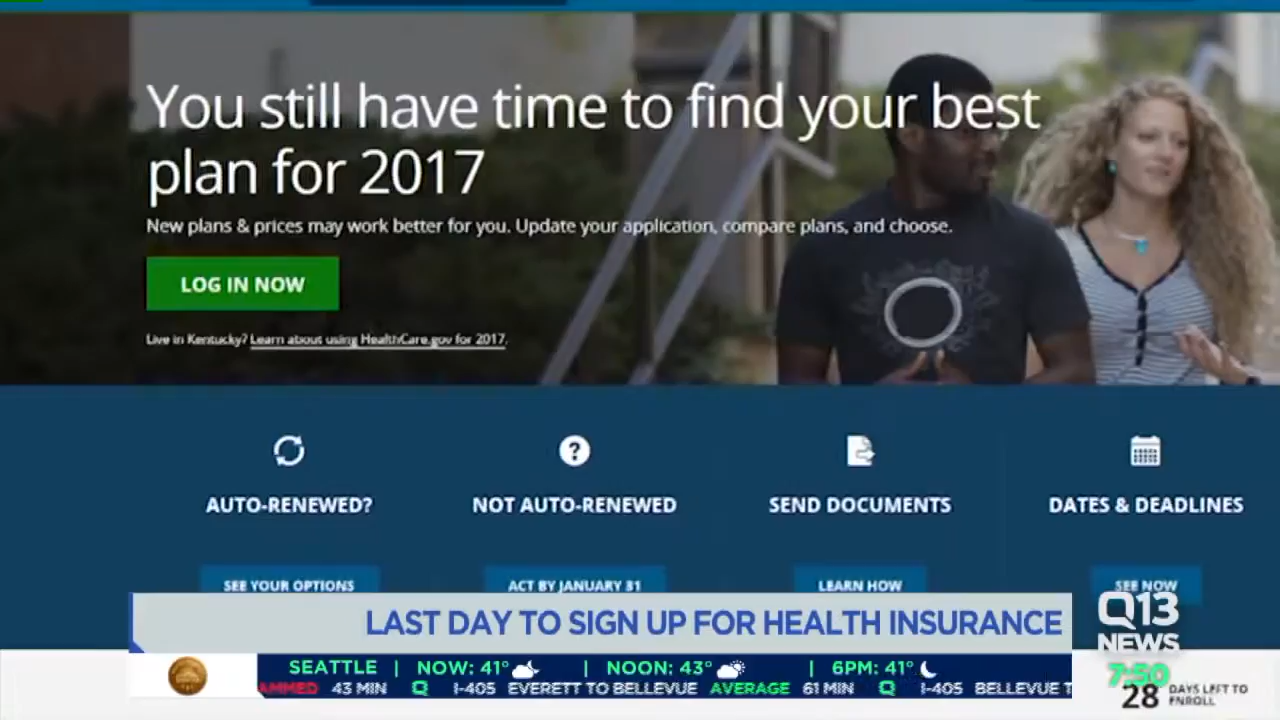 You still have time to find your best
plan for 2017
New plans & prices may work better for you. Update your application, compare plans, and choose.
LOG IN NOW
Live in Kentucky? Learn about using HealthCare.gov for 2017.
AUTO-RENEWED?
NOT AUTO-RENEWED
SEND DOCUMENTS
DATES & DEADLINES
SEE YOUR OPTIONS
ACT BY JANUARY 31
LEARN HOW
SEE NOW
LAST DAY TO SIGN UP FOR HEALTH INSURANCE
Q13
NEWS
SEATTLE | NOW: 41° | NOON: 43° | 6PM: 41°
7:50
AMMED 43 MIN Q I-405 EVERETT TO BELLEVUE AVERAGE 61 MIN Q I-405 BELLEVUE T
28 DAYS LEFT TO
ENROLL